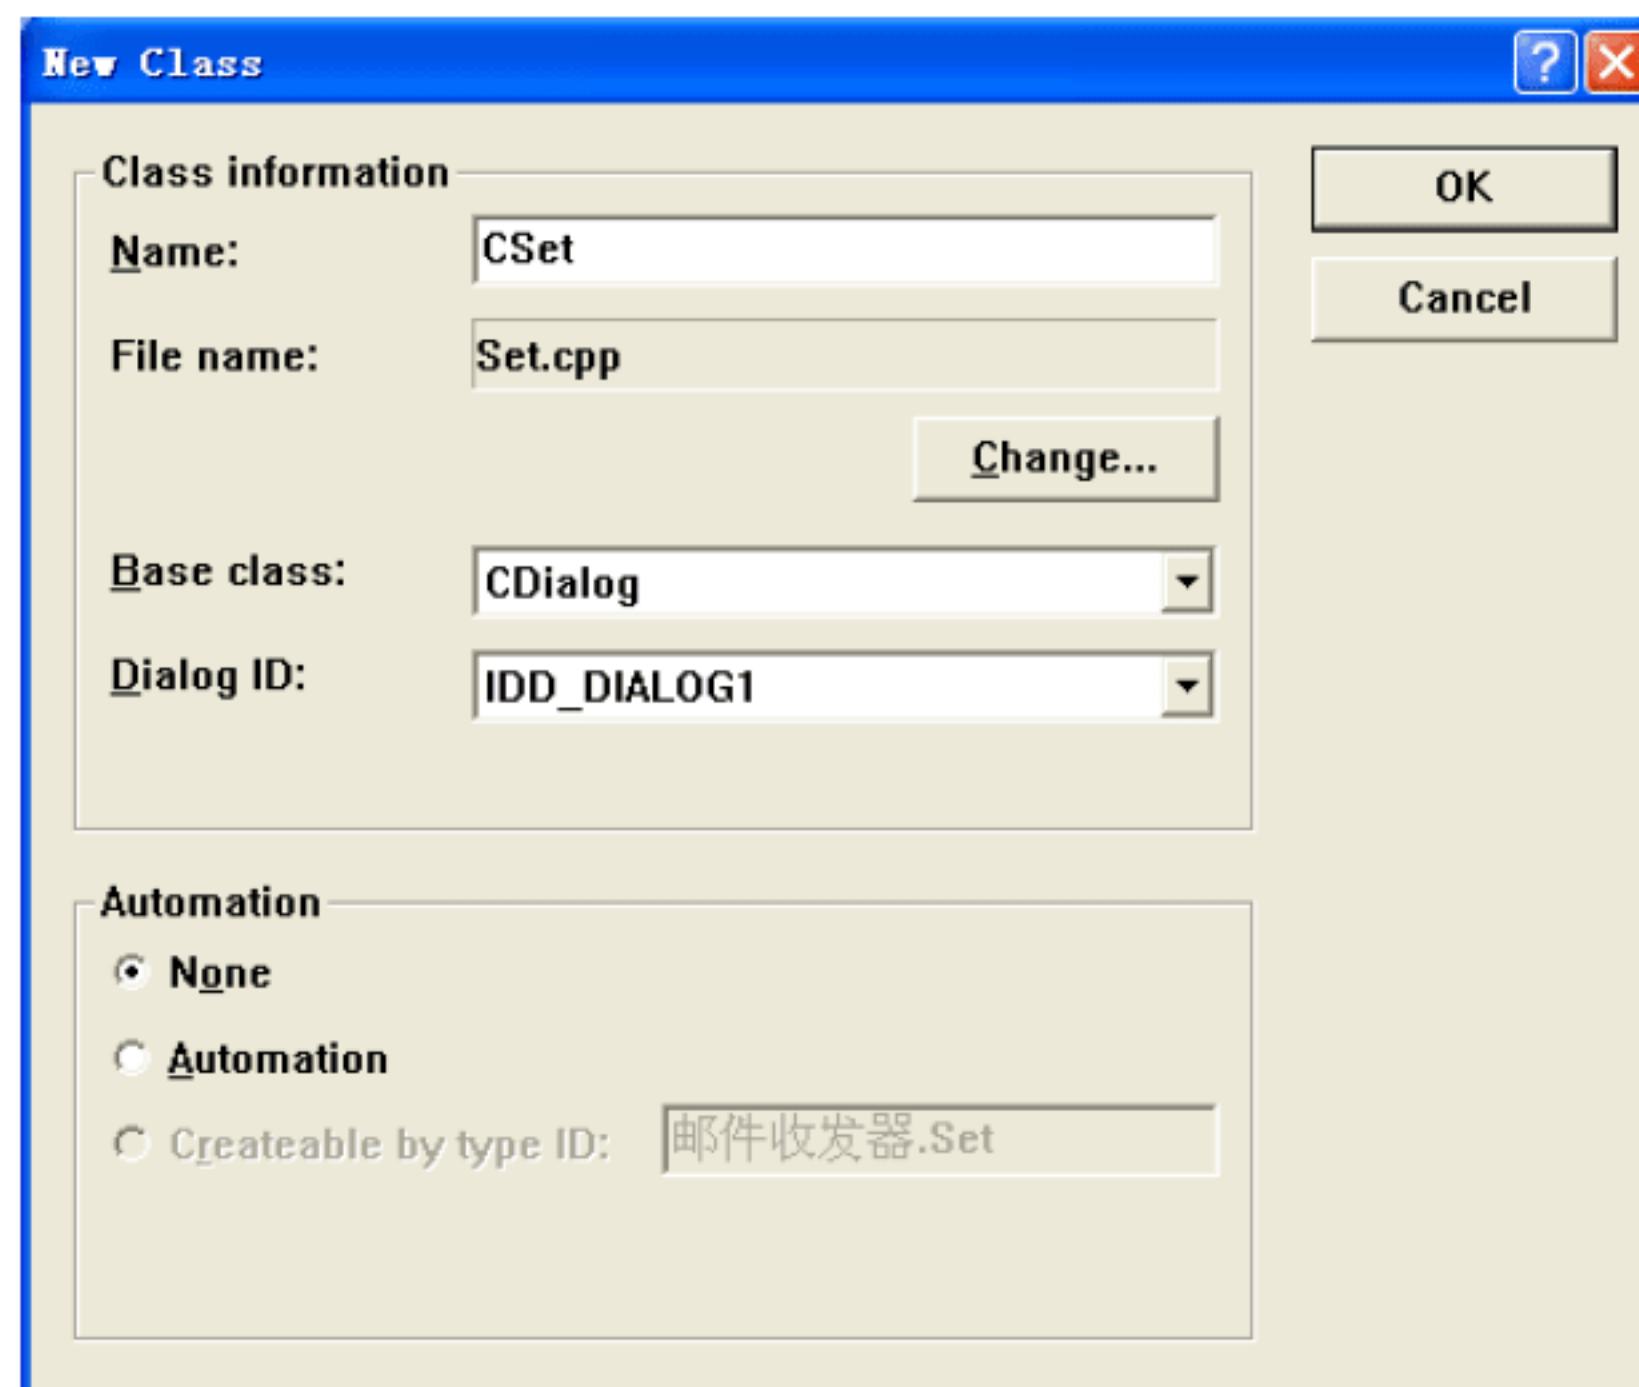 New Class
Class information
Name: CSet
OK
File name: Set.cpp
Cancel
Change...
Base class: CDialog
Dialog ID: IDD_DIALOG1
Automation
None
Automation
Createable by type ID: 邮件收发器.Set